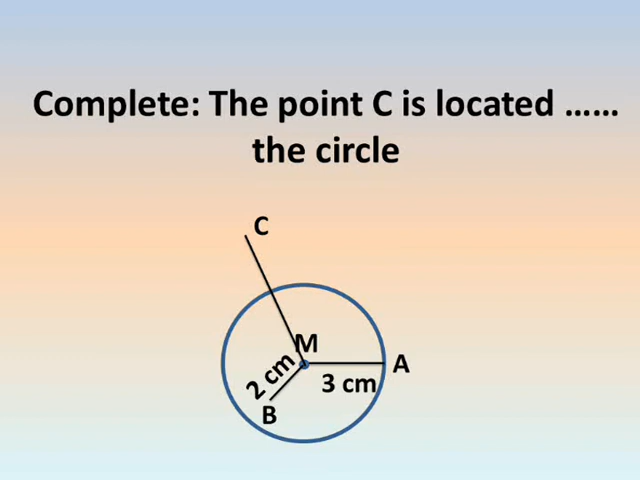 Complete: The point C is located ......
the circle
C
M
A
2 cm
3 cm
B